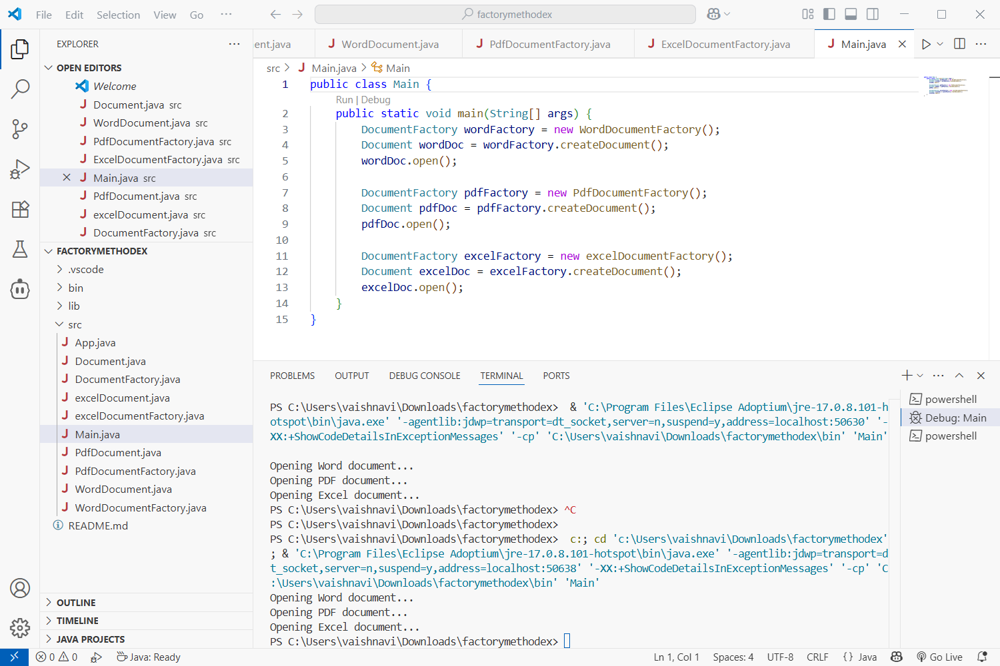 File Edit Selection View Go ··· factorymethodex
EXPLORER ···
OPEN EDITORS
Welcome
Document.java src
WordDocument.java src
PdfDocumentFactory.java src
ExcelDocumentFactory.java src
Main.java src
PdfDocument.java src
excelDocument.java src
DocumentFactory.java src
FACTORYMETHODEX
.vscode
bin
lib
src
App.java
Document.java
DocumentFactory.java
excelDocument.java
excelDocumentFactory.java
Main.java
PdfDocument.java
PdfDocumentFactory.java
WordDocument.java
WordDocumentFactory.java
README.md
OUTLINE
TIMELINE
JAVA PROJECTS
ent.java WordDocument.java PdfDocumentFactory.java ExcelDocumentFactory.java Main.java
src > Main.java > Main
1 public class Main {
Run | Debug
2 public static void main(String[] args) {
3 DocumentFactory wordFactory = new WordDocumentFactory();
4 Document wordDoc = wordFactory.createDocument();
5 wordDoc.open();
6
7 DocumentFactory pdfFactory = new PdfDocumentFactory();
8 Document pdfDoc = pdfFactory.createDocument();
9 pdfDoc.open();
10
11 DocumentFactory excelFactory = new excelDocumentFactory();
12 Document excelDoc = excelFactory.createDocument();
13 excelDoc.open();
14 }
15 }
PROBLEMS OUTPUT DEBUG CONSOLE TERMINAL PORTS
PS C:\Users\vaishnavi\Downloads\factorymethodex> & 'C:\Program Files\Eclipse Adoptium\jre-17.0.8.101-h
otspot\bin\java.exe' '-agentlib:jdwp=transport=dt_socket,server=n,suspend=y,address=localhost:50630' '-
XX:+ShowCodeDetailsInExceptionMessages' '-cp' 'C:\Users\vaishnavi\Downloads\factorymethodex\bin' 'Main'
Opening Word document...
Opening PDF document...
Opening Excel document...
PS C:\Users\vaishnavi\Downloads\factorymethodex> ^C
PS C:\Users\vaishnavi\Downloads\factorymethodex>
PS C:\Users\vaishnavi\Downloads\factorymethodex> c:; cd 'c:\Users\vaishnavi\Downloads\factorymethodex'
; & 'C:\Program Files\Eclipse Adoptium\jre-17.0.8.101-hotspot\bin\java.exe' '-agentlib:jdwp=transport=d
t_socket,server=n,suspend=y,address=localhost:50638' '-XX:+ShowCodeDetailsInExceptionMessages' '-cp' 'C
:\Users\vaishnavi\Downloads\factorymethodex\bin' 'Main'
Opening Word document...
Opening PDF document...
Opening Excel document...
PS C:\Users\vaishnavi\Downloads\factorymethodex>
powershell
Debug: Main
powershell
0 0 Java: Ready Ln 1, Col 1 Spaces: 4 UTF-8 CRLF {} Java Go Live